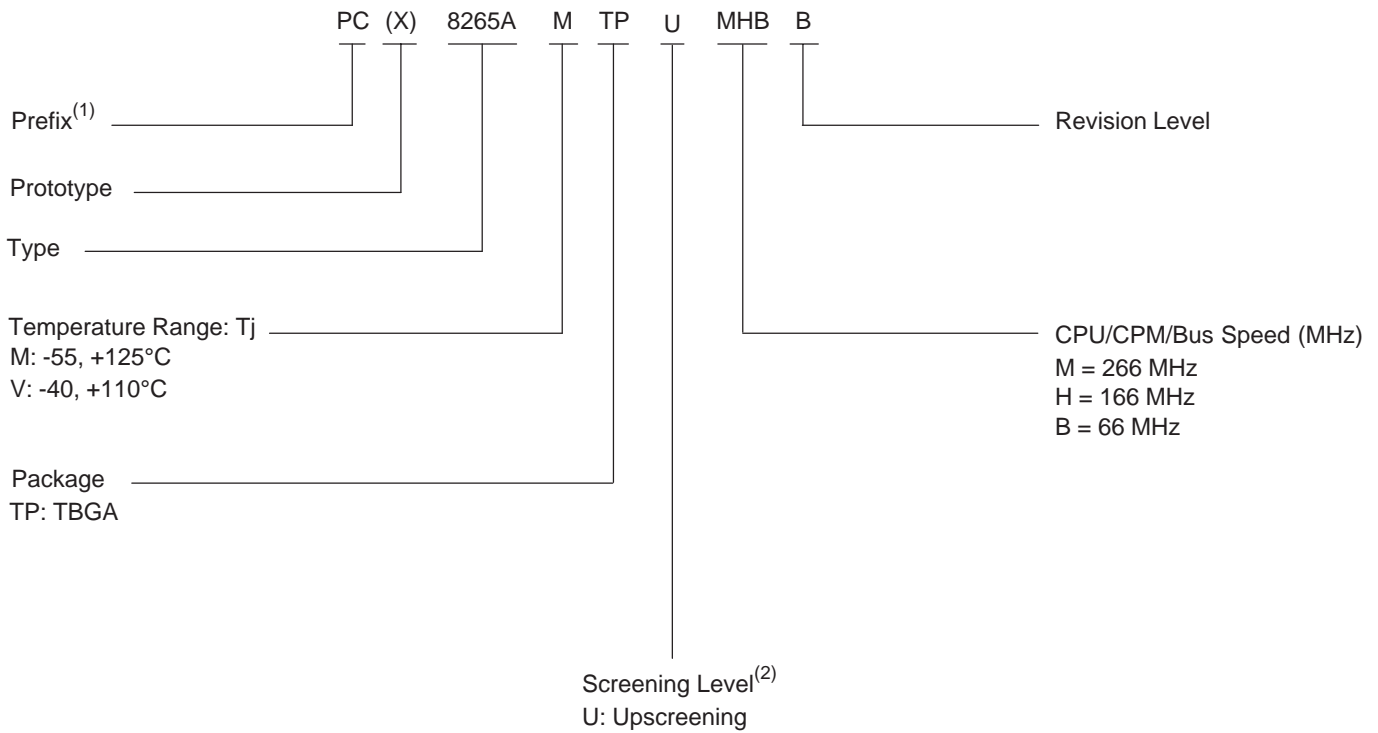 PC (X) 8265A M TP U MHB B
Prefix(1)
Revision Level
Prototype
Type
Temperature Range: Tj
M: -55, +125°C
V: -40, +110°C
CPU/CPM/Bus Speed (MHz)
M = 266 MHz
H = 166 MHz
B = 66 MHz
Package
TP: TBGA
Screening Level(2)
U: Upscreening